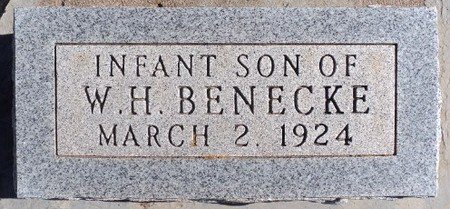 INFANT SON OF
W.H. BENECKE
MARCH 2. 1924